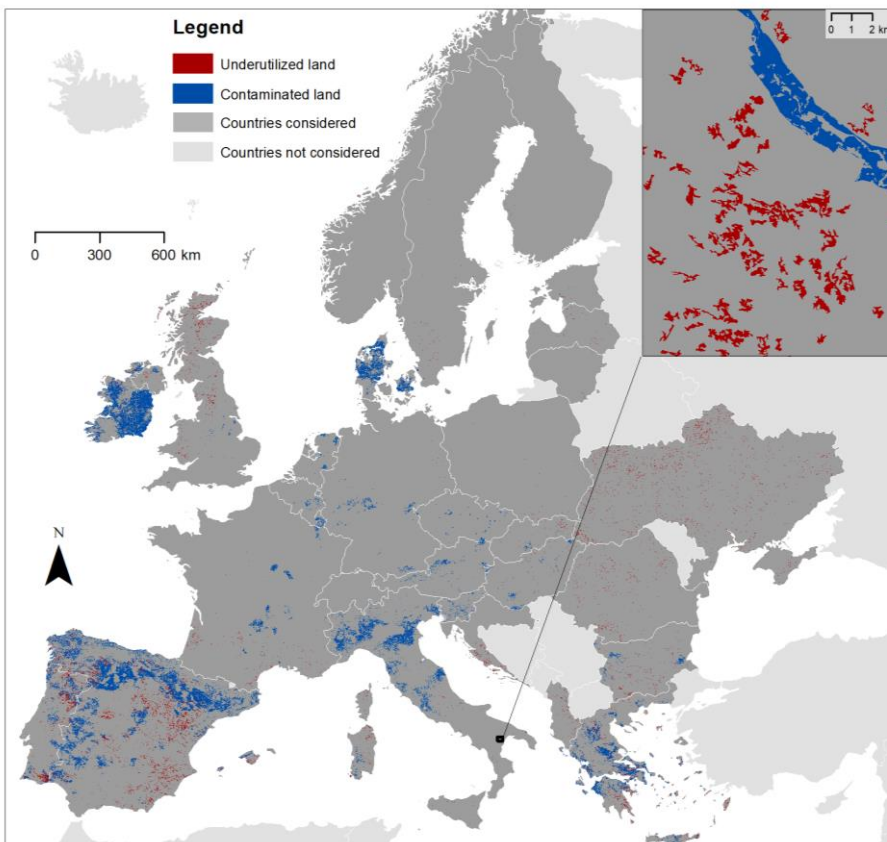 Legend
Underutilized land
Contaminated land
Countries considered
Countries not considered
0 300 600 km
0 1 2 km
N